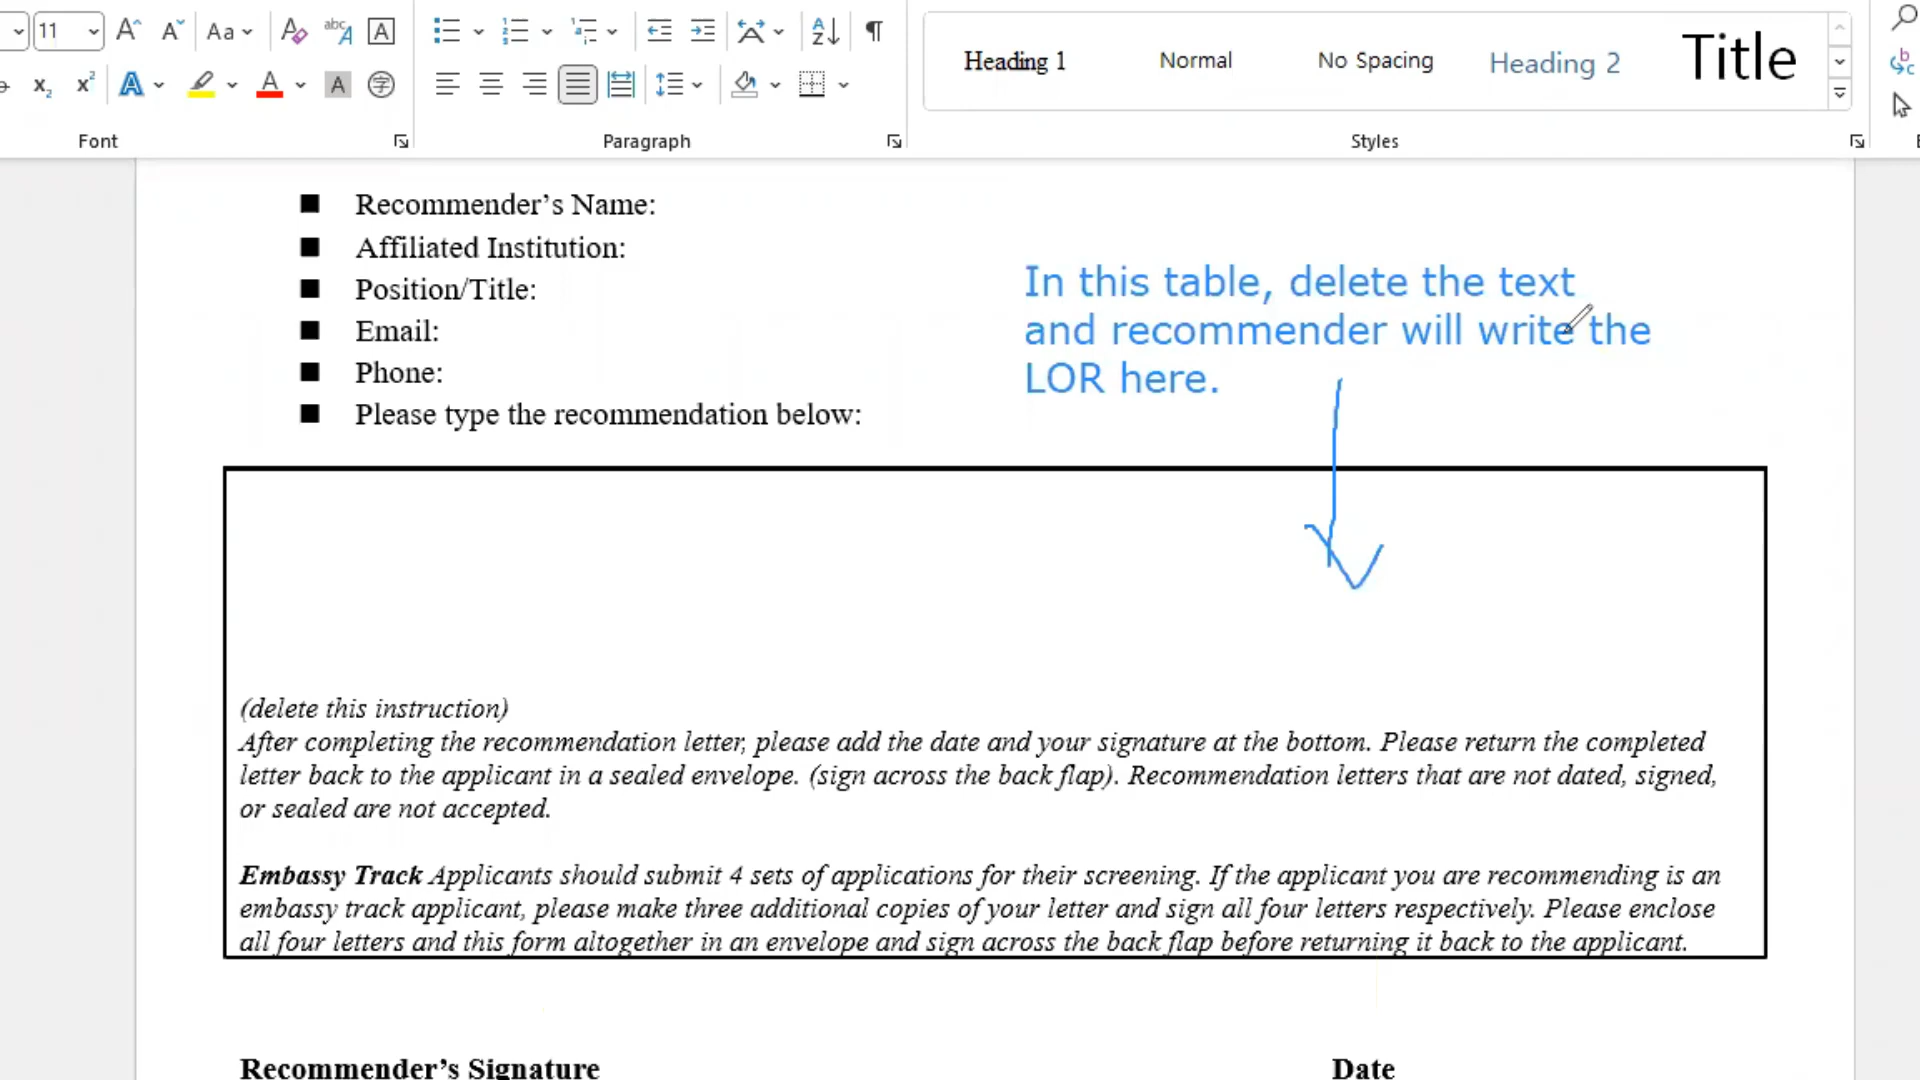 11
Aa
abc
A
A
Z
x2
x2
A
A
A
字
Heading 1
Normal
No Spacing
Heading 2
Title
Font
Paragraph
Styles
Recommender’s Name:
Affiliated Institution:
Position/Title:
Email:
Phone:
Please type the recommendation below:
In this table, delete the text
and recommender will write the
LOR here.
(delete this instruction)
After completing the recommendation letter, please add the date and your signature at the bottom. Please return the completed
letter back to the applicant in a sealed envelope. (sign across the back flap). Recommendation letters that are not dated, signed,
or sealed are not accepted.
Embassy Track Applicants should submit 4 sets of applications for their screening. If the applicant you are recommending is an
embassy track applicant, please make three additional copies of your letter and sign all four letters respectively. Please enclose
all four letters and this form altogether in an envelope and sign across the back flap before returning it back to the applicant.
Recommender’s Signature
Date